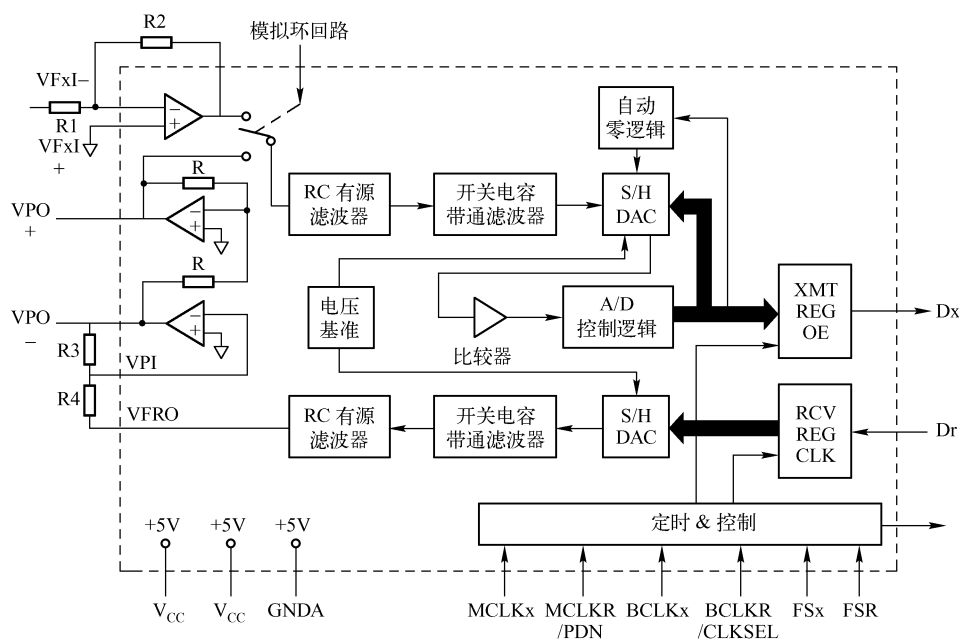 R2
模拟环回路
VFxI−
R1
VFxI
+
−
+
自动
零逻辑
R
RC 有源
滤波器
开关电容
带通滤波器
S/H
DAC
VPO
+
−
+
R
电压
基准
比较器
A/D
控制逻辑
XMT
REG
OE
Dx
VPO
−
−
+
R3
VPI
R4
VFRO
RC 有源
滤波器
开关电容
带通滤波器
S/H
DAC
RCV
REG
CLK
Dr
定时 & 控制
+5V
+5V
+5V
VCC
VCC
GNDA
MCLKx
MCLKR
/PDN
BCLKx
BCLKR
/CLKSEL
FSx
FSR